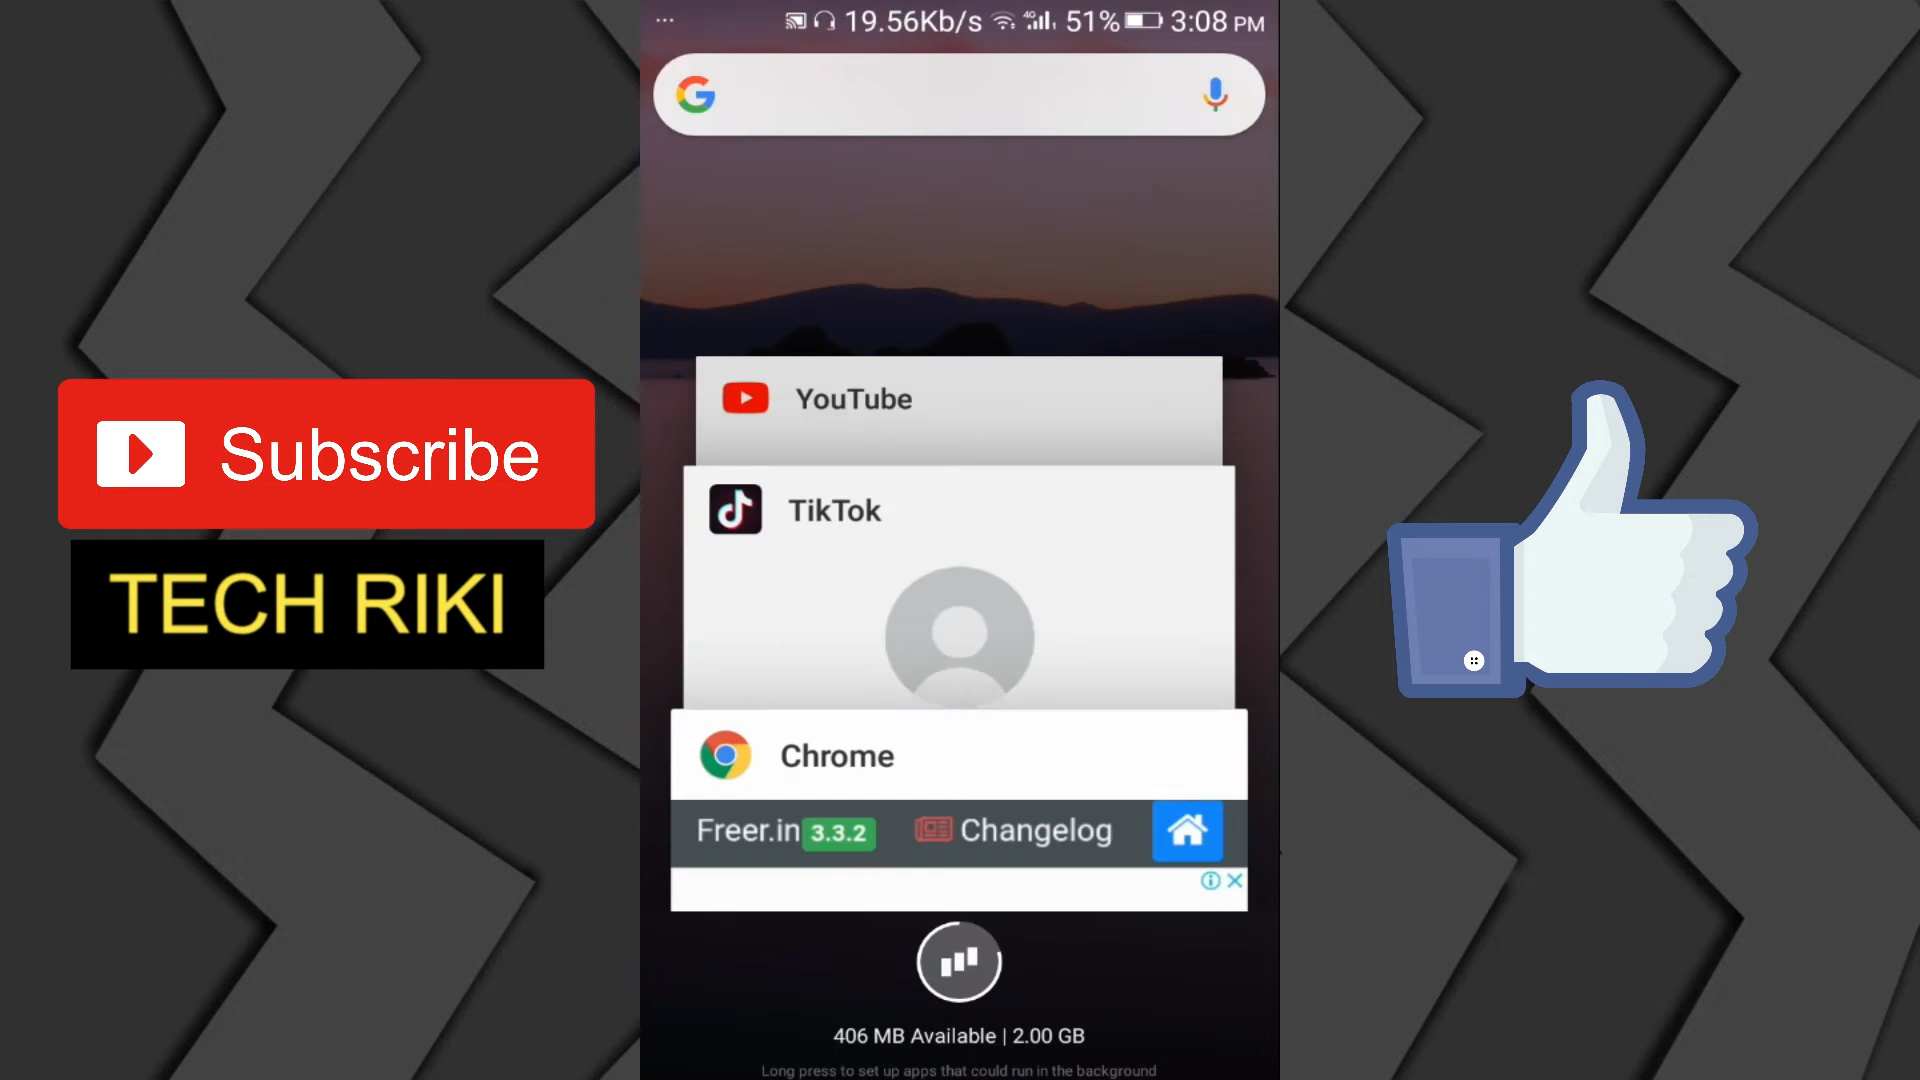 ... 19.56Kb/s 4G 51% 3:08 PM
YouTube
TikTok
Subscribe
TECH RIKI
Chrome
Freer.in 3.3.2 Changelog
406 MB Available | 2.00 GB
Long press to set up apps that could run in the background